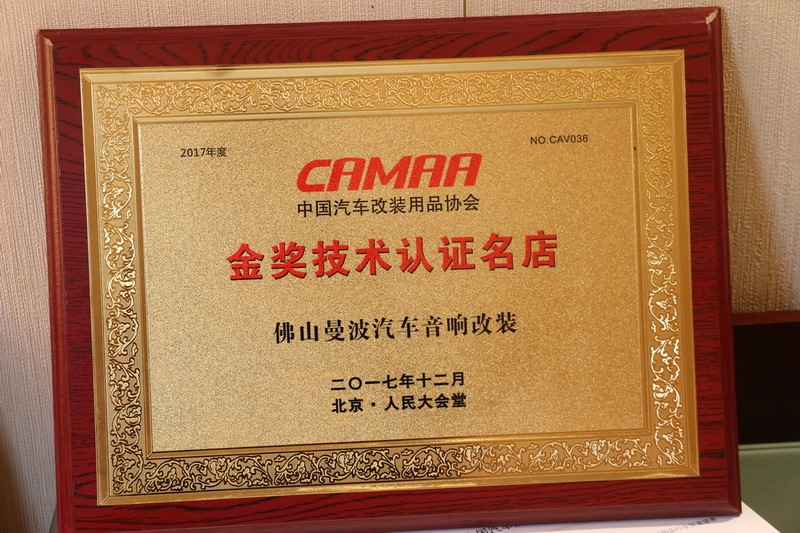 2017年度
NO.CAV036
CAMAA
中国汽车改装用品协会
金奖技术认证名店
佛山曼波汽车音响改装
二〇一七年十二月
北京·人民大会堂